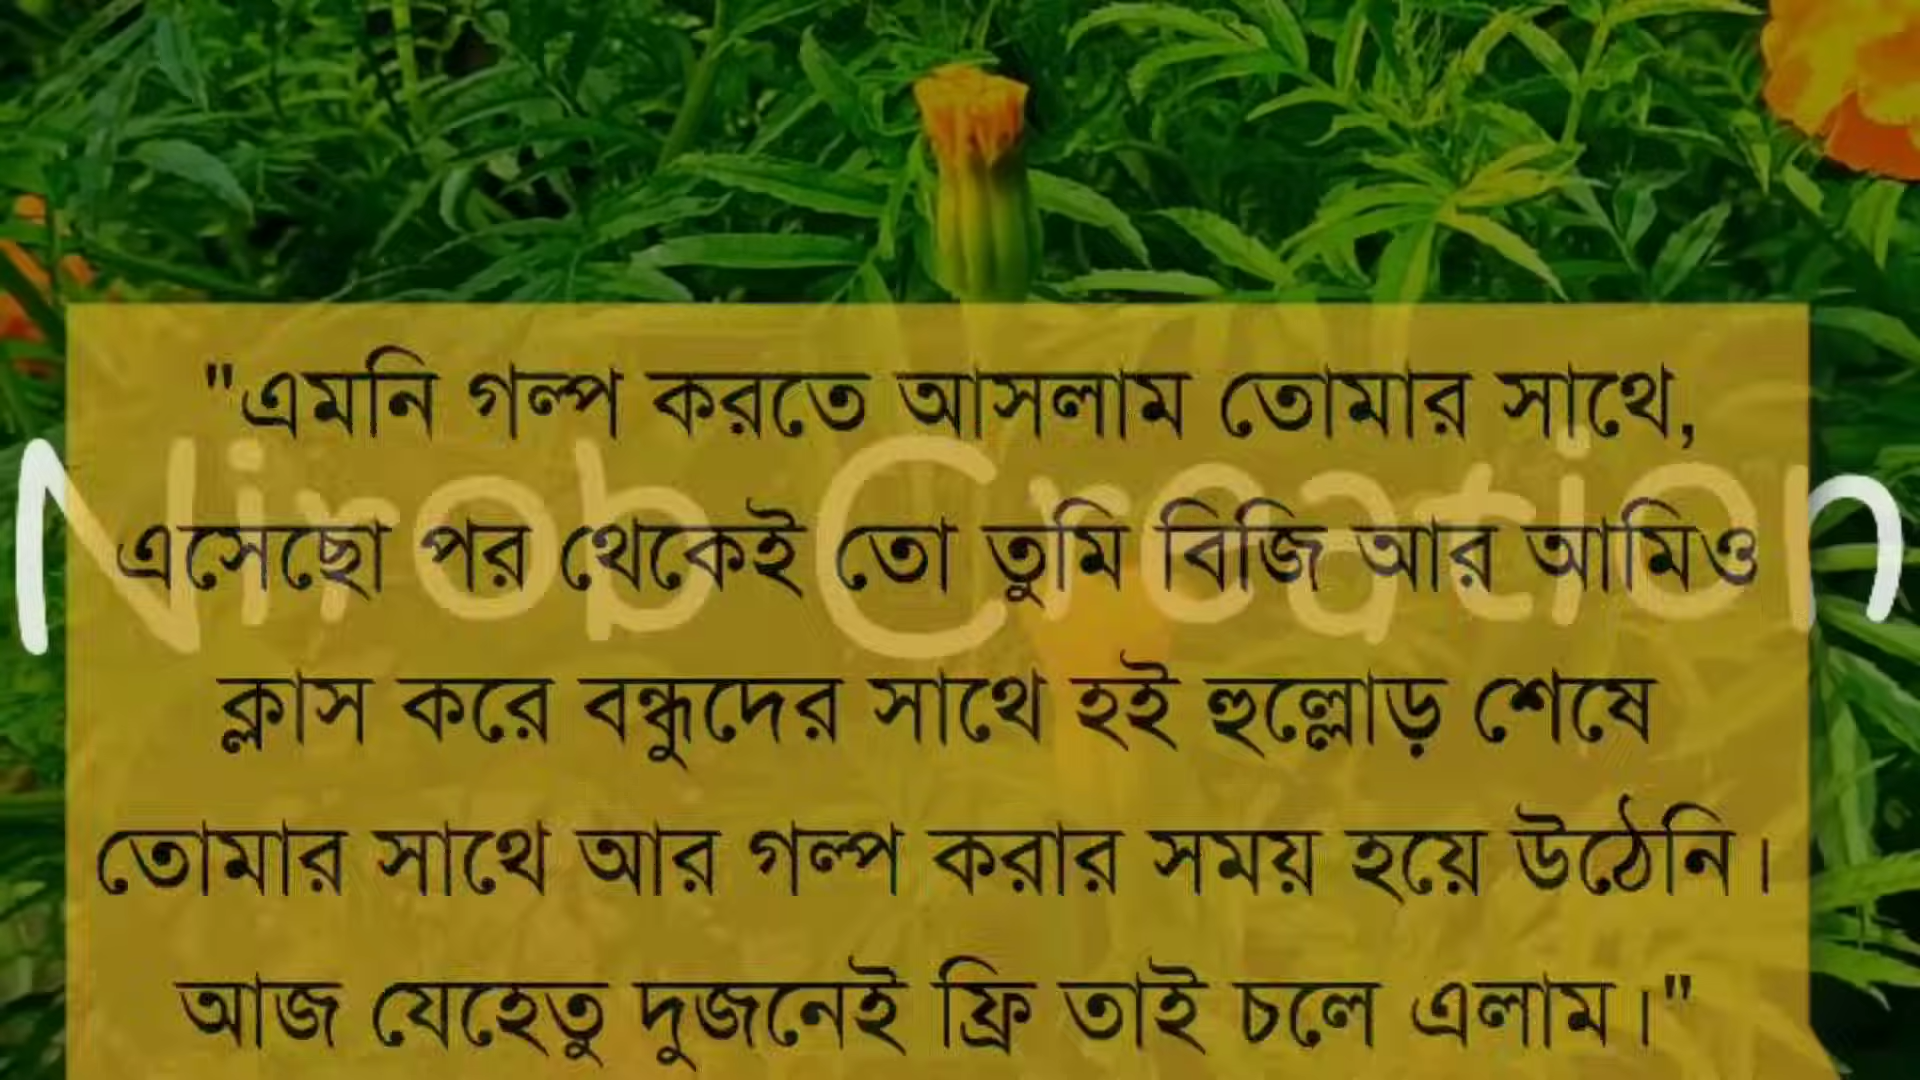 "এমনি গল্প করতে আসলাম তোমার সাথে,
Nirob Creation
এসেছো পর থেকেই তো তুমি বিজি আর আমিও
ক্লাস করে বন্ধুদের সাথে হই হুল্লোড় শেষে
তোমার সাথে আর গল্প করার সময় হয়ে উঠেনি।
আজ যেহেতু দুজনেই ফ্রি তাই চলে এলাম।"